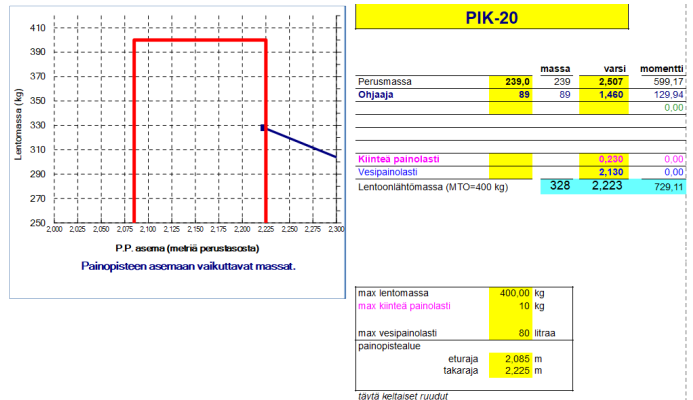 PIK-20
massa varsi momentti
Perusmassa 239,0 239 2,507 599,17
Ohjaaja 89 89 1,460 129,94
0,00
Kiinteä painolasti 0,230 0,00
Vesipainolasti 2,130 0,00
Lentoonlähtömassa (MTO=400 kg) 328 2,223 729,11
Lentomassa (kg)
410
390
370
350
330
310
290
270
250
2,000 2,025 2,050 2,075 2,100 2,125 2,150 2,175 2,200 2,225 2,250 2,275 2,300
P.P. asema (metriä perustasosta)
Painopisteen asemaan vaikuttavat massat.
max lentomassa 400,00 kg
max kiinteä painolasti 10 kg
max vesipainolasti 80 litraa
painopistealue
eturaja 2,085 m
takaraja 2,225 m
täytä keltaiset ruudut